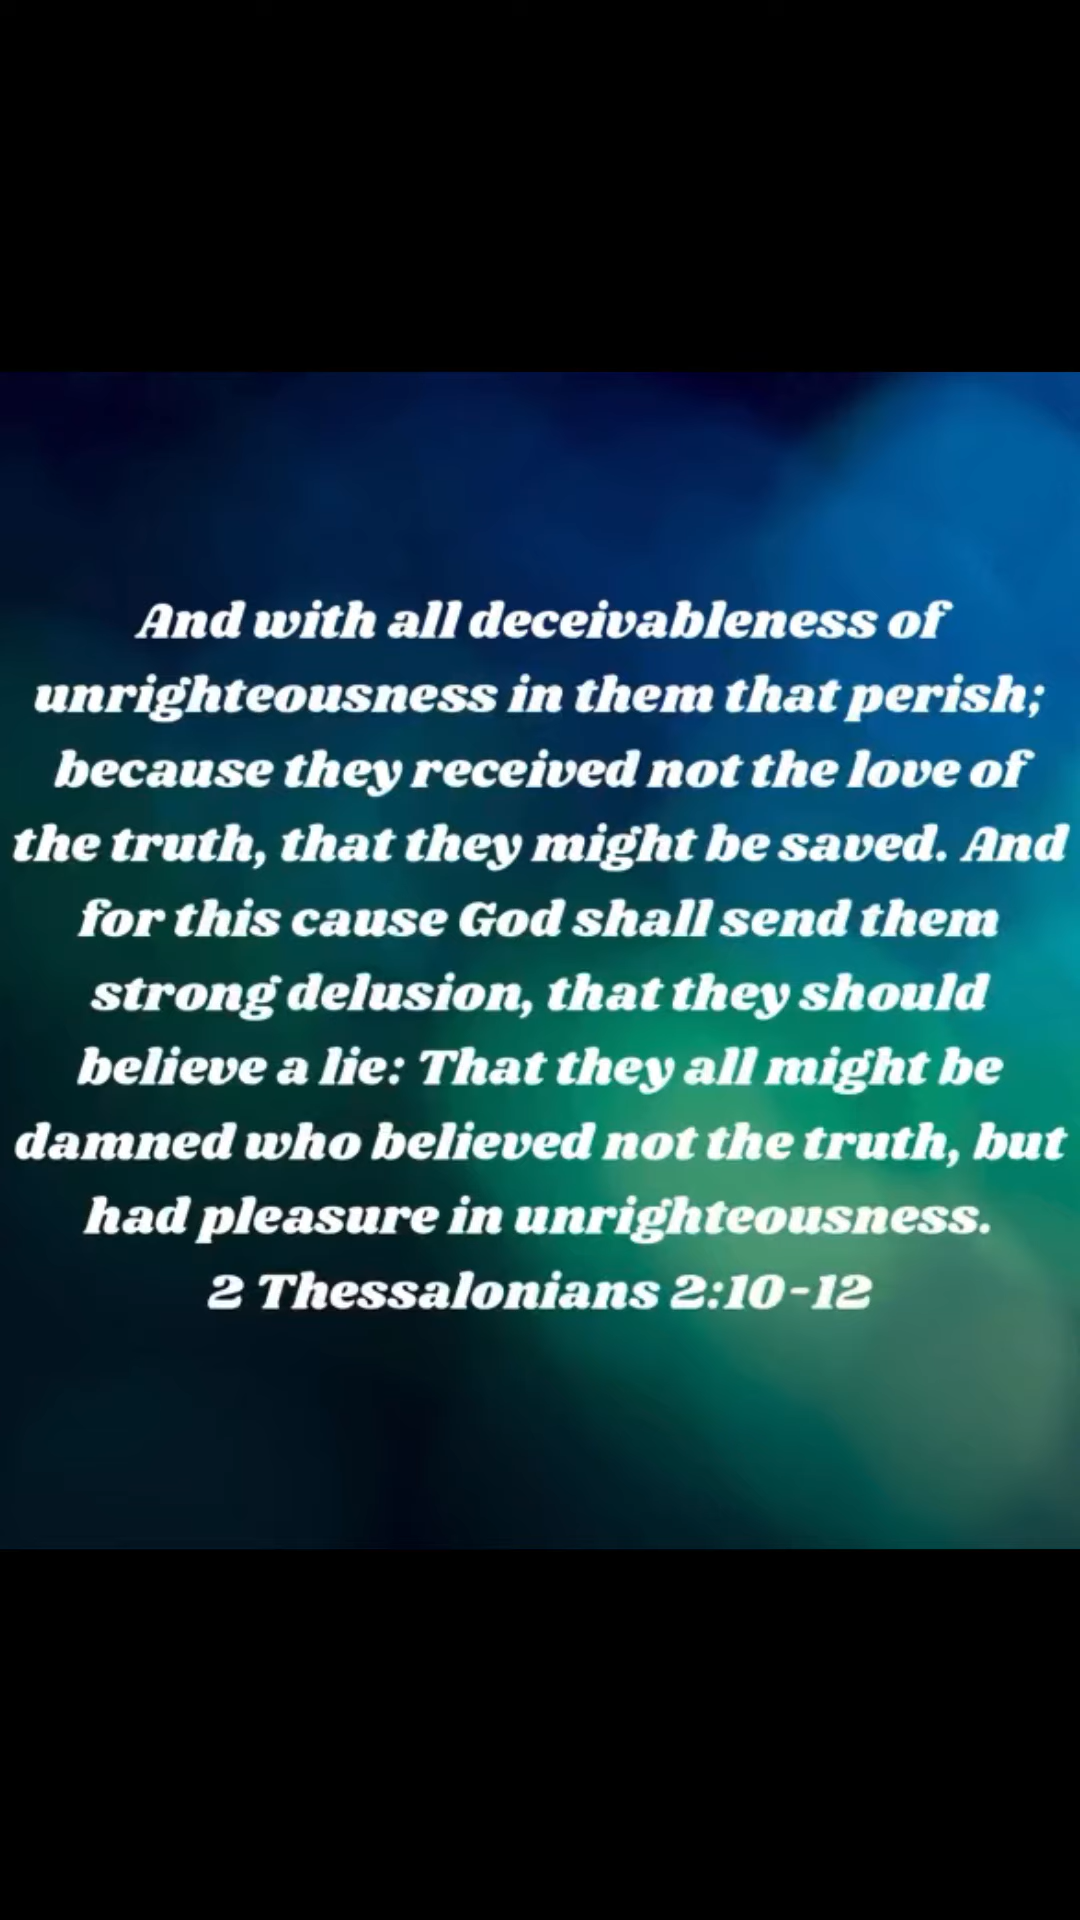 And with all deceivableness of
unrighteousness in them that perish;
because they received not the love of
the truth, that they might be saved. And
for this cause God shall send them
strong delusion, that they should
believe a lie: That they all might be
damned who believed not the truth, but
had pleasure in unrighteousness.
2 Thessalonians 2:10-12